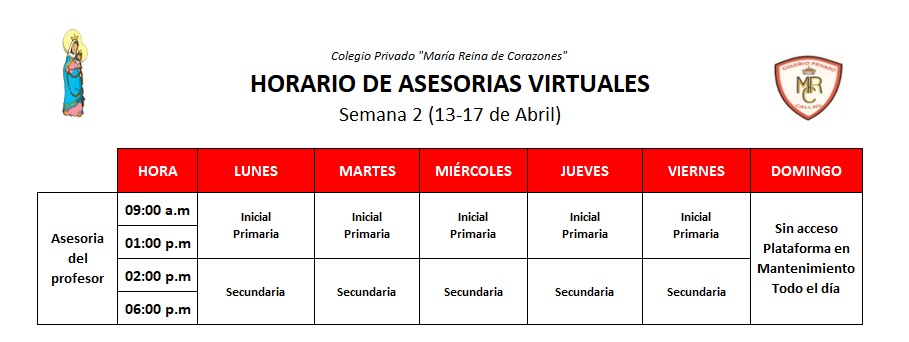 Colegio Privado "María Reina de Corazones"
HORARIO DE ASESORIAS VIRTUALES
Semana 2 (13-17 de Abril)
COLEGIO PRIVADO
MRC
CALLAO
HORA LUNES MARTES MIÉRCOLES JUEVES VIERNES DOMINGO
Asesoria
del
profesor
09:00 a.m
01:00 p.m
02:00 p.m
06:00 p.m
Inicial
Primaria
Inicial
Primaria
Inicial
Primaria
Inicial
Primaria
Inicial
Primaria
Secundaria Secundaria Secundaria Secundaria Secundaria
Sin acceso
Plataforma en
Mantenimiento
Todo el día